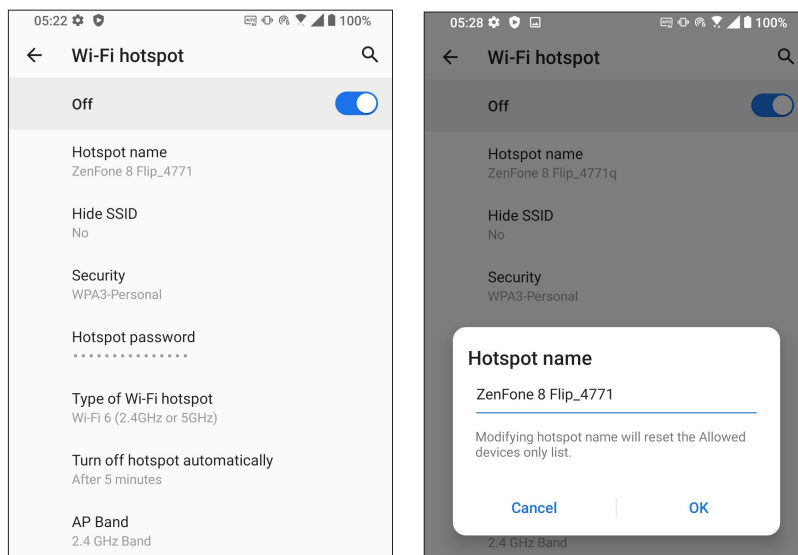 05:22
100%
Wi-Fi hotspot
Off
Hotspot name
ZenFone 8 Flip_4771
Hide SSID
No
Security
WPA3-Personal
Hotspot password
Type of Wi-Fi hotspot
Wi-Fi 6 (2.4GHz or 5GHz)
Turn off hotspot automatically
After 5 minutes
AP Band
2.4 GHz Band
05:28
100%
Wi-Fi hotspot
Off
Hotspot name
ZenFone 8 Flip_4771q
Hide SSID
No
Security
WPA3-Personal
Hotspot name
ZenFone 8 Flip_4771
Modifying hotspot name will reset the Allowed
devices only list.
Cancel
OK
2.4 GHz Band